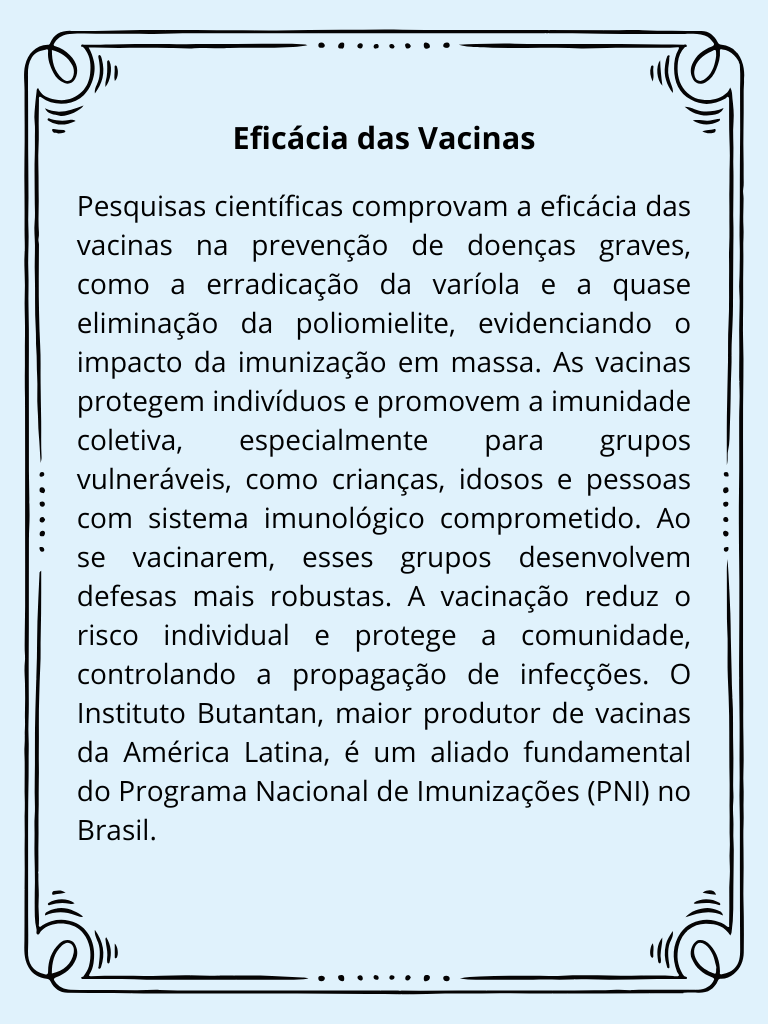 Eficácia das Vacinas
Pesquisas científicas comprovam a eficácia das
vacinas na prevenção de doenças graves,
como a erradicação da varíola e a quase
eliminação da poliomielite, evidenciando o
impacto da imunização em massa. As vacinas
protegem indivíduos e promovem a imunidade
coletiva, especialmente para grupos
vulneráveis, como crianças, idosos e pessoas
com sistema imunológico comprometido. Ao
se vacinarem, esses grupos desenvolvem
defesas mais robustas. A vacinação reduz o
risco individual e protege a comunidade,
controlando a propagação de infecções. O
Instituto Butantan, maior produtor de vacinas
da América Latina, é um aliado fundamental
do Programa Nacional de Imunizações (PNI) no
Brasil.